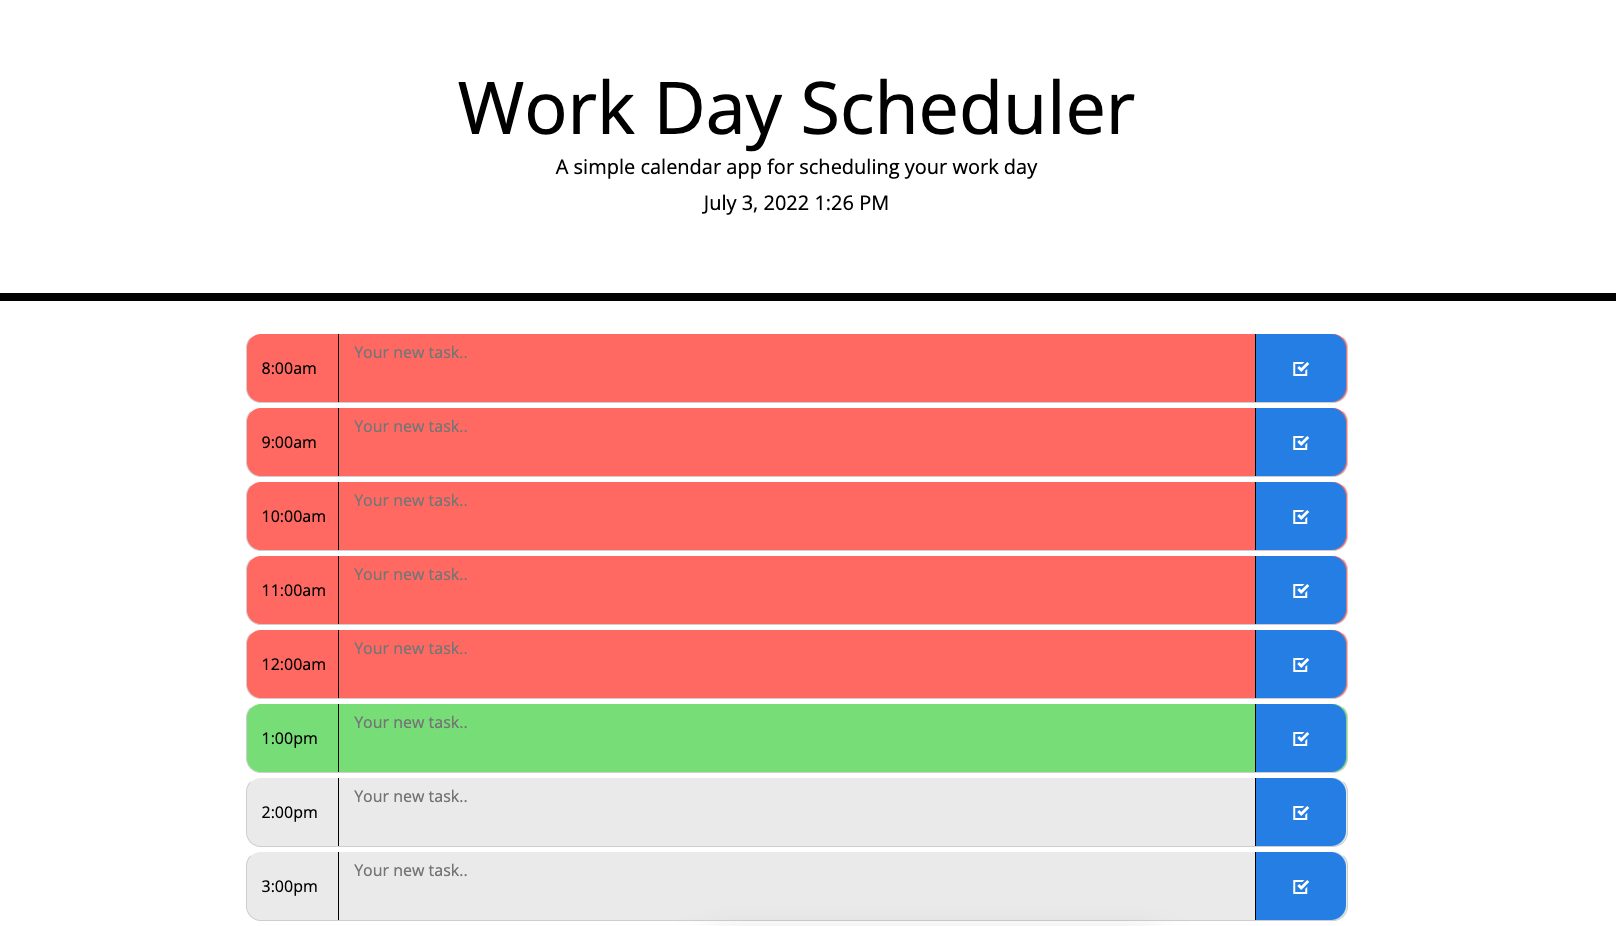 Work Day Scheduler
A simple calendar app for scheduling your work day
July 3, 2022 1:26 PM
8:00am Your new task..
9:00am Your new task..
10:00am Your new task..
11:00am Your new task..
12:00am Your new task..
1:00pm Your new task..
2:00pm Your new task..
3:00pm Your new task..